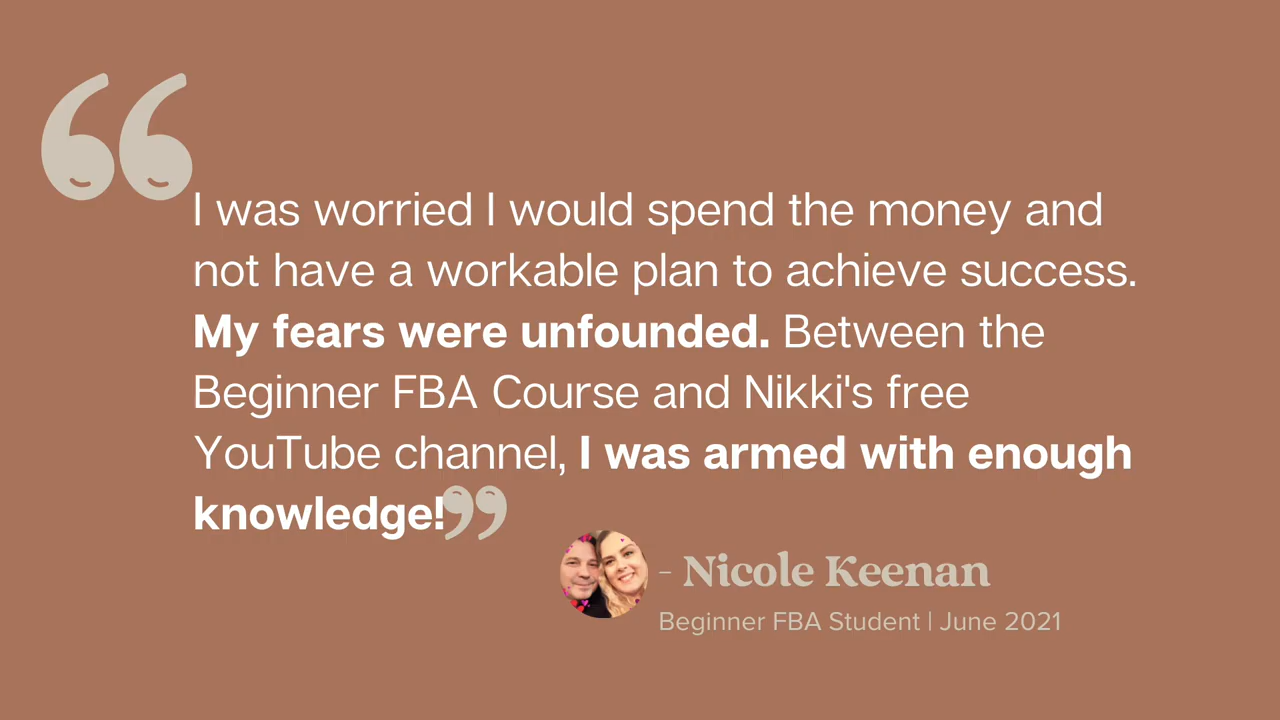 I was worried I would spend the money and
not have a workable plan to achieve success.
My fears were unfounded. Between the
Beginner FBA Course and Nikki's free
YouTube channel, I was armed with enough
knowledge!
- Nicole Keenan
Beginner FBA Student | June 2021